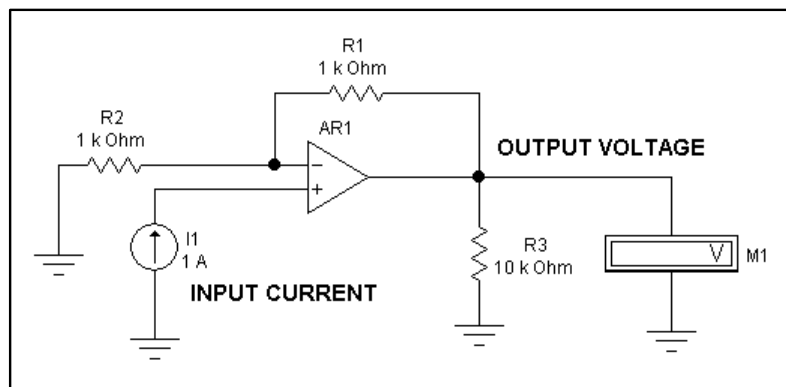 R1
1 k Ohm
R2
1 k Ohm
AR1
−
+
OUTPUT VOLTAGE
I1
1 A
INPUT CURRENT
R3
10 k Ohm
V
M1